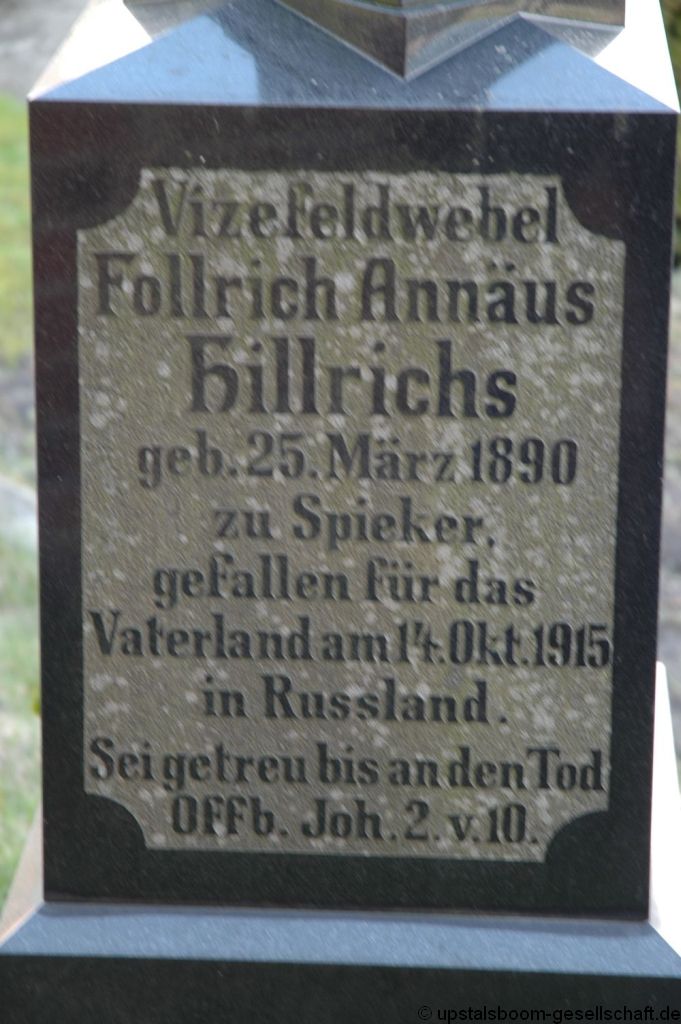 Vizefeldwebel
Follrich Annäus
Hillrichs
geb. 25. März 1890
zu Spieker,
gefallen für das
Vaterland am 14. Okt. 1915
in Russland.
Sei getreu bis an den Tod
Offb. Joh. 2. v. 10.
© upstalsboom-gesellschaft.de